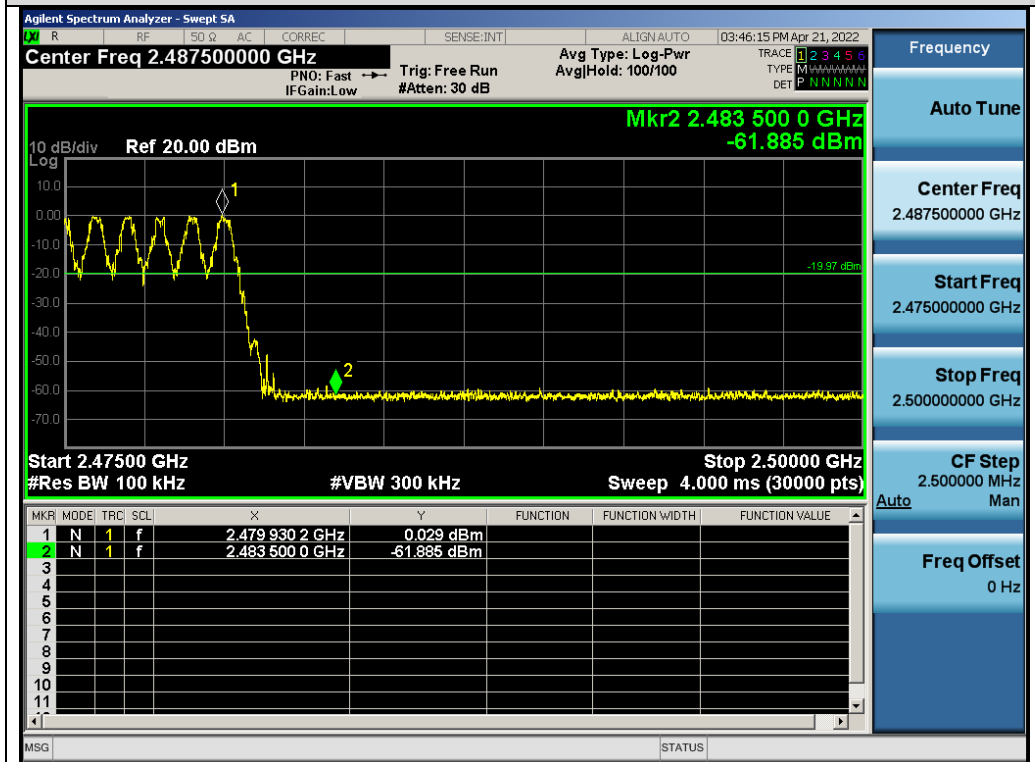 Agilent Spectrum Analyzer - Swept SA
LXI R RF 50 Ω AC CORREC SENSE:INT ALIGN AUTO 03:46:15 PM Apr 21, 2022
Center Freq 2.487500000 GHz
PNO: Fast
IFGain:Low
Trig: Free Run
#Atten: 30 dB
Avg Type: Log-Pwr
Avg|Hold: 100/100
TRACE 1 2 3 4 5 6
TYPE M
DET P N N N N N
Mkr2 2.483 500 0 GHz
-61.885 dBm
10 dB/div Ref 20.00 dBm
Log
10.0
0.00
-10.0
-20.0
-30.0
-40.0
-50.0
-60.0
-70.0
1
-19.97 dBm
2
Start 2.47500 GHz Stop 2.50000 GHz
#Res BW 100 kHz #VBW 300 kHz Sweep 4.000 ms (30000 pts)
MKR MODE TRC SCL X Y FUNCTION FUNCTION WIDTH FUNCTION VALUE
1 N 1 f 2.479 930 2 GHz 0.029 dBm
2 N 1 f 2.483 500 0 GHz -61.885 dBm
3
4
5
6
7
8
9
10
11
MSG STATUS
Frequency
Auto Tune
Center Freq
2.487500000 GHz
Start Freq
2.475000000 GHz
Stop Freq
2.500000000 GHz
CF Step
2.500000 MHz
Auto Man
Freq Offset
0 Hz